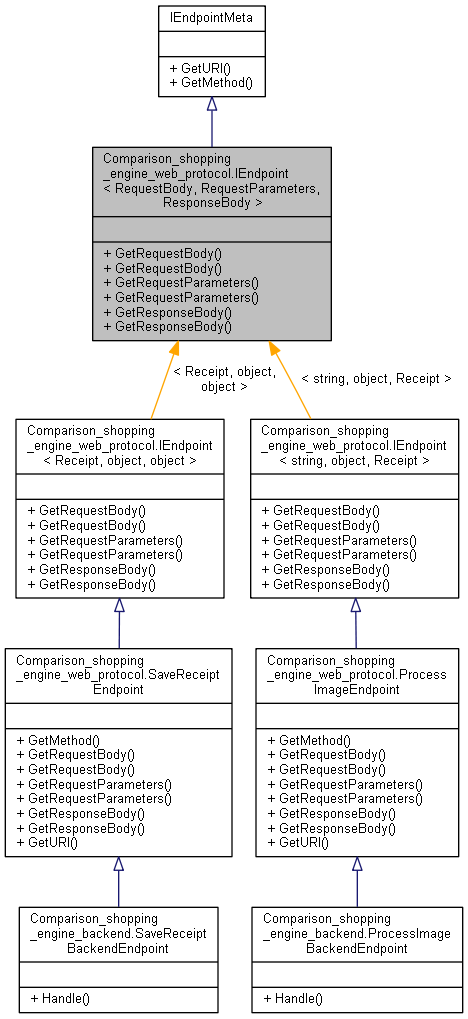 IEndpointMeta
+ GetURI()
+ GetMethod()
Comparison_shopping
_engine_web_protocol.IEndpoint
< RequestBody, RequestParameters,
ResponseBody >
+ GetRequestBody()
+ GetRequestBody()
+ GetRequestParameters()
+ GetRequestParameters()
+ GetResponseBody()
+ GetResponseBody()
< Receipt, object,
object >
< string, object, Receipt >
Comparison_shopping
_engine_web_protocol.IEndpoint
< Receipt, object, object >
+ GetRequestBody()
+ GetRequestBody()
+ GetRequestParameters()
+ GetRequestParameters()
+ GetResponseBody()
+ GetResponseBody()
Comparison_shopping
_engine_web_protocol.IEndpoint
< string, object, Receipt >
+ GetRequestBody()
+ GetRequestBody()
+ GetRequestParameters()
+ GetRequestParameters()
+ GetResponseBody()
+ GetResponseBody()
Comparison_shopping
_engine_web_protocol.SaveReceipt
Endpoint
+ GetMethod()
+ GetRequestBody()
+ GetRequestBody()
+ GetRequestParameters()
+ GetRequestParameters()
+ GetResponseBody()
+ GetResponseBody()
+ GetURI()
Comparison_shopping
_engine_web_protocol.Process
ImageEndpoint
+ GetMethod()
+ GetRequestBody()
+ GetRequestBody()
+ GetRequestParameters()
+ GetRequestParameters()
+ GetResponseBody()
+ GetResponseBody()
+ GetURI()
Comparison_shopping
_engine_backend.SaveReceipt
BackendEndpoint
+ Handle()
Comparison_shopping
_engine_backend.ProcessImage
BackendEndpoint
+ Handle()